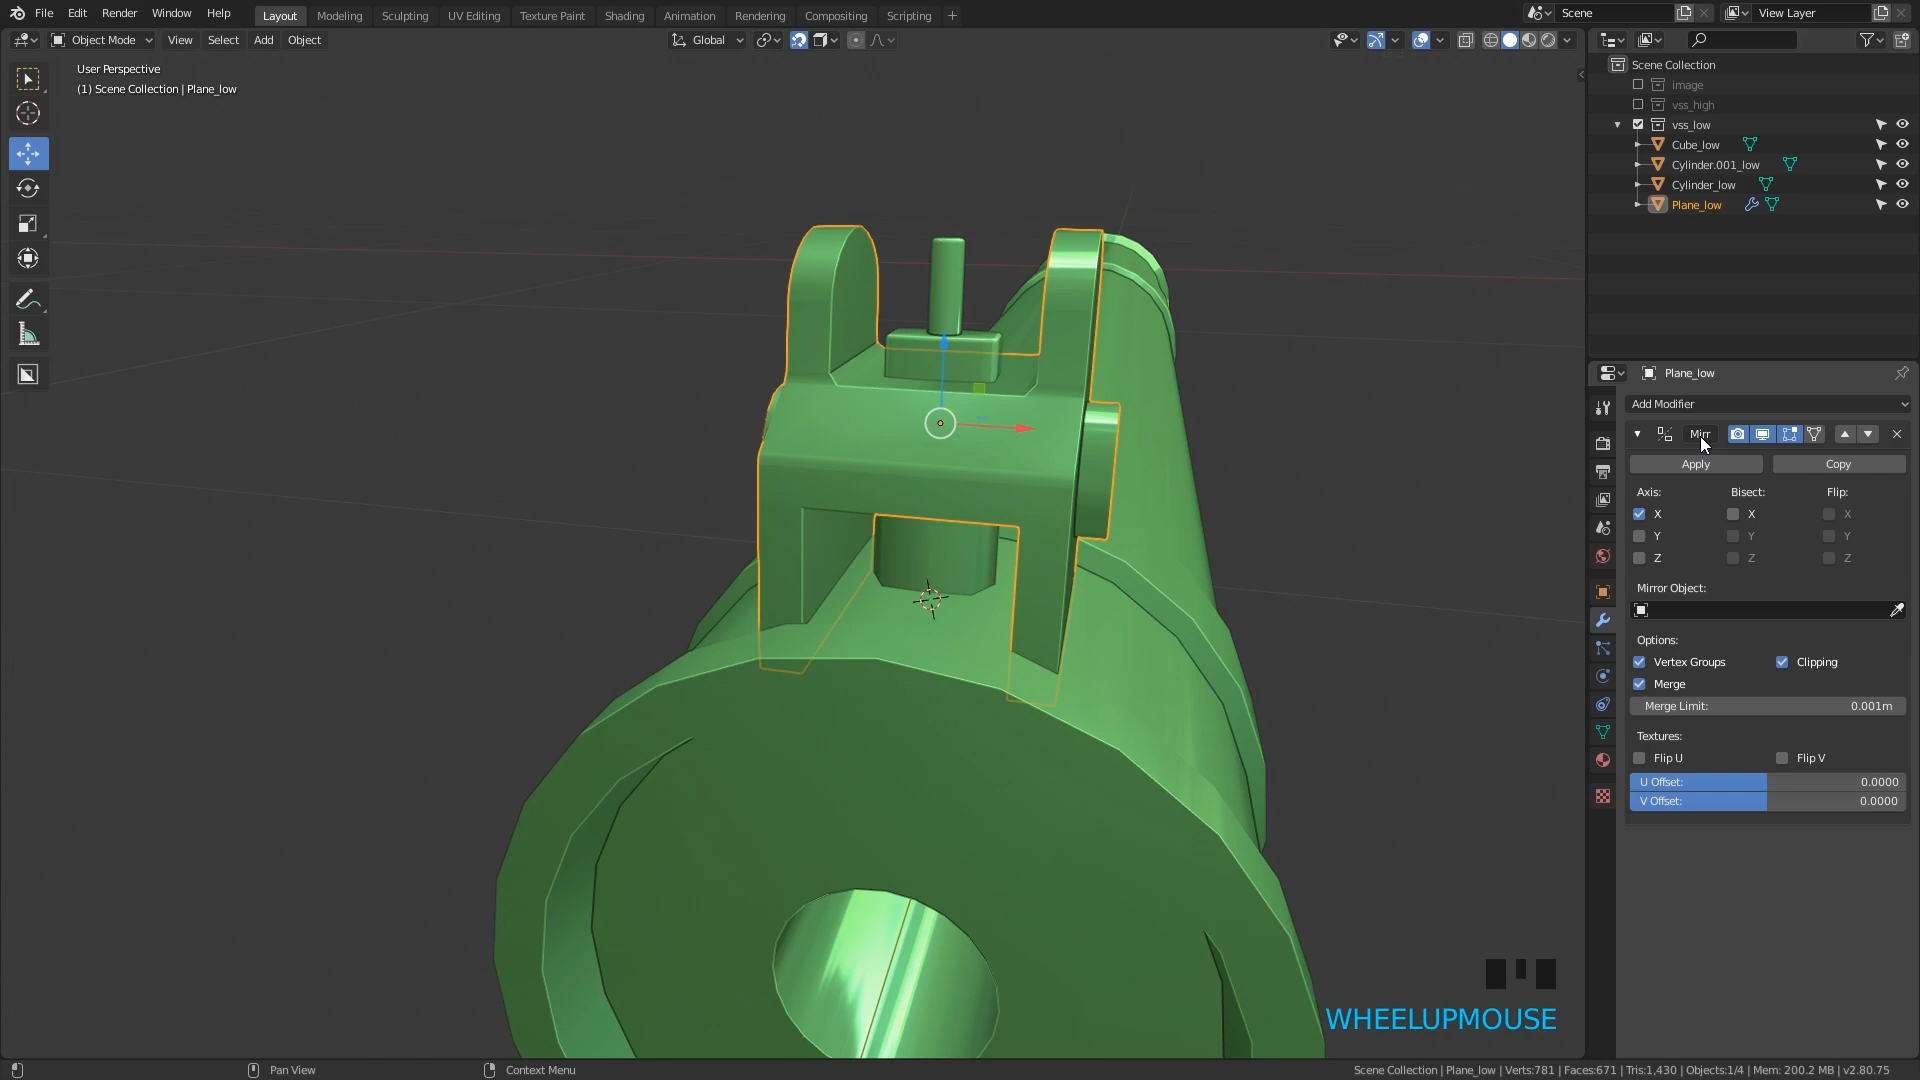 File Edit Render Window Help Layout Modeling Sculpting UV Editing Texture Paint Shading Animation Rendering Compositing Scripting + Scene View Layer
Object Mode View Select Add Object Global
User Perspective
(1) Scene Collection | Plane_low
Scene Collection
image
vss_high
vss_low
Cube_low
Cylinder.001_low
Cylinder_low
Plane_low
Plane_low
Add Modifier
Mirr
Apply Copy
Axis: Bisect: Flip:
X X X
Y Y Y
Z Z Z
Mirror Object:
Options:
Vertex Groups Clipping
Merge
Merge Limit: 0.001m
Textures:
Flip U Flip V
U Offset: 0.0000
V Offset: 0.0000
WHEELUPMOUSE
Pan View Context Menu Scene Collection | Plane_low | Verts:781 | Faces:671 | Tris:1,430 | Objects:1/4 | Mem: 200.2 MB | v2.80.75